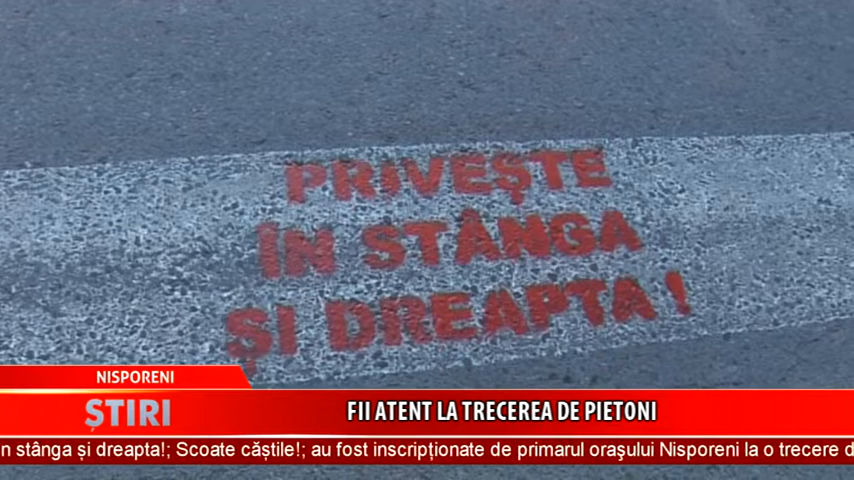 PRIVEȘTE
ÎN STÂNGA
ȘI DREAPTA!
NISPORENI
ȘTIRI
FII ATENT LA TRECEREA DE PIETONI
n stânga și dreapta!; Scoate căștile!; au fost inscripționate de primarul orașului Nisporeni la o trecere d